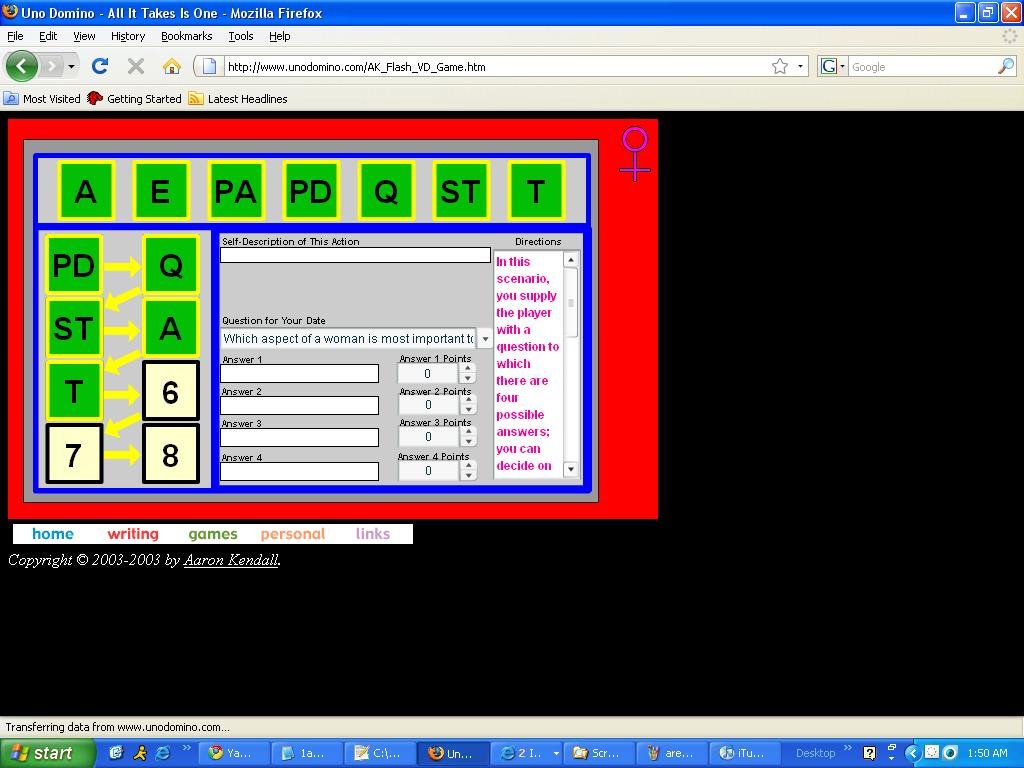 Uno Domino - All It Takes Is One - Mozilla Firefox
File Edit View History Bookmarks Tools Help
http://www.unodomino.com/AK_Flash_VD_Game.htm
G Google
Most Visited Getting Started Latest Headlines
A E PA PD Q ST T
PD Q
ST A
T 6
7 8
Self-Description of This Action
Question for Your Date
Which aspect of a woman is most important to
Answer 1 Answer 1 Points
0
Answer 2 Answer 2 Points
0
Answer 3 Answer 3 Points
0
Answer 4 Answer 4 Points
0
Directions
In this
scenario,
you supply
the player
with a
question to
which
there are
four
possible
answers;
you can
decide on
home writing games personal links
Copyright © 2003-2003 by Aaron Kendall.
Transferring data from www.unodomino.com...
start Ya... 1a... C:\... Un... 2 I... Scr... are... iTu... Desktop 1:50 AM